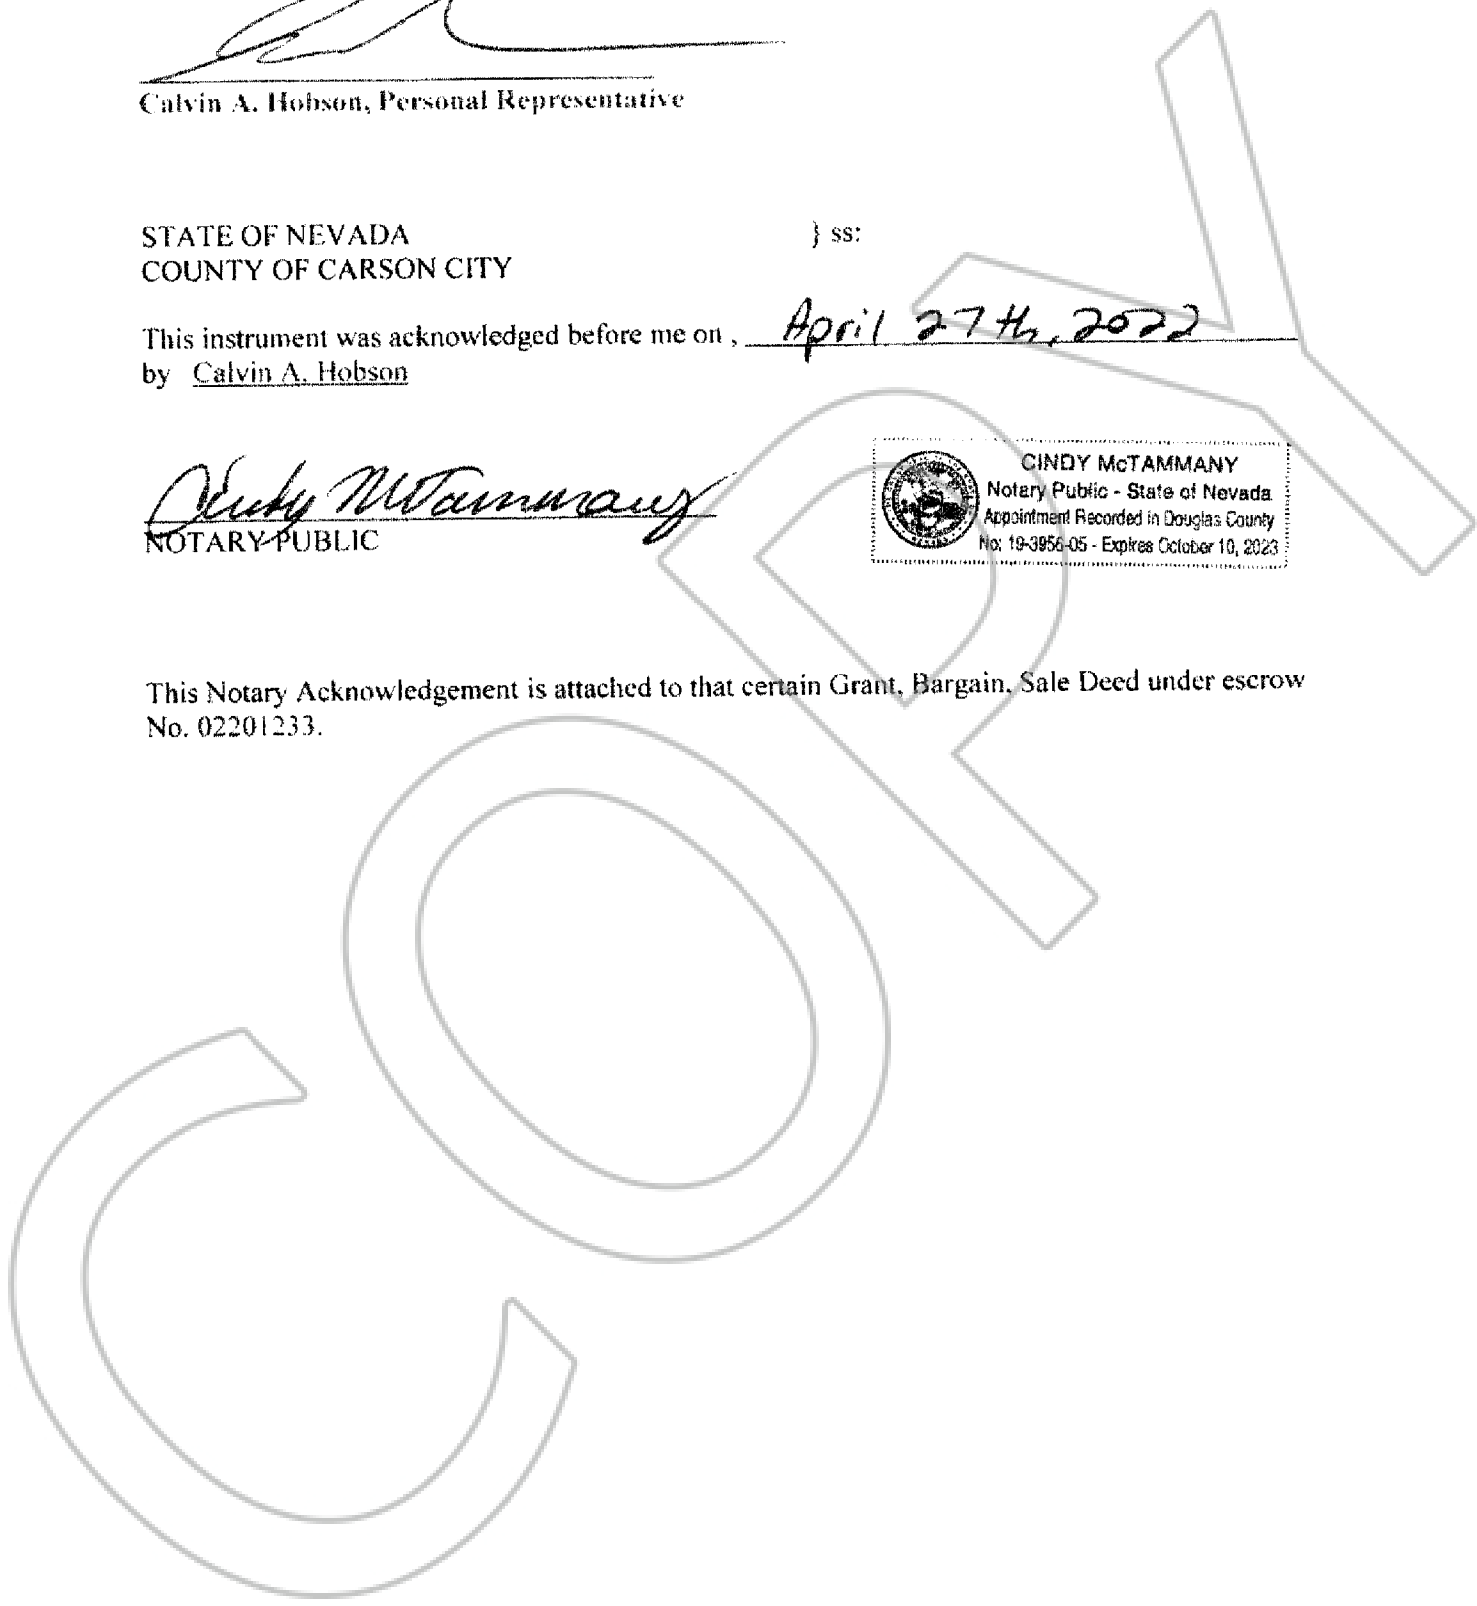 Calvin A. Hobson, Personal Representative
STATE OF NEVADA } ss:
COUNTY OF CARSON CITY
This instrument was acknowledged before me on , April 27th, 2022
by Calvin A. Hobson
Cindy McTammany
NOTARY PUBLIC
CINDY McTAMMANY
Notary Public - State of Nevada
Appointment Recorded in Douglas County
No: 19-3956-05 - Expires October 10, 2023
This Notary Acknowledgement is attached to that certain Grant, Bargain, Sale Deed under escrow
No. 02201233.
COPY